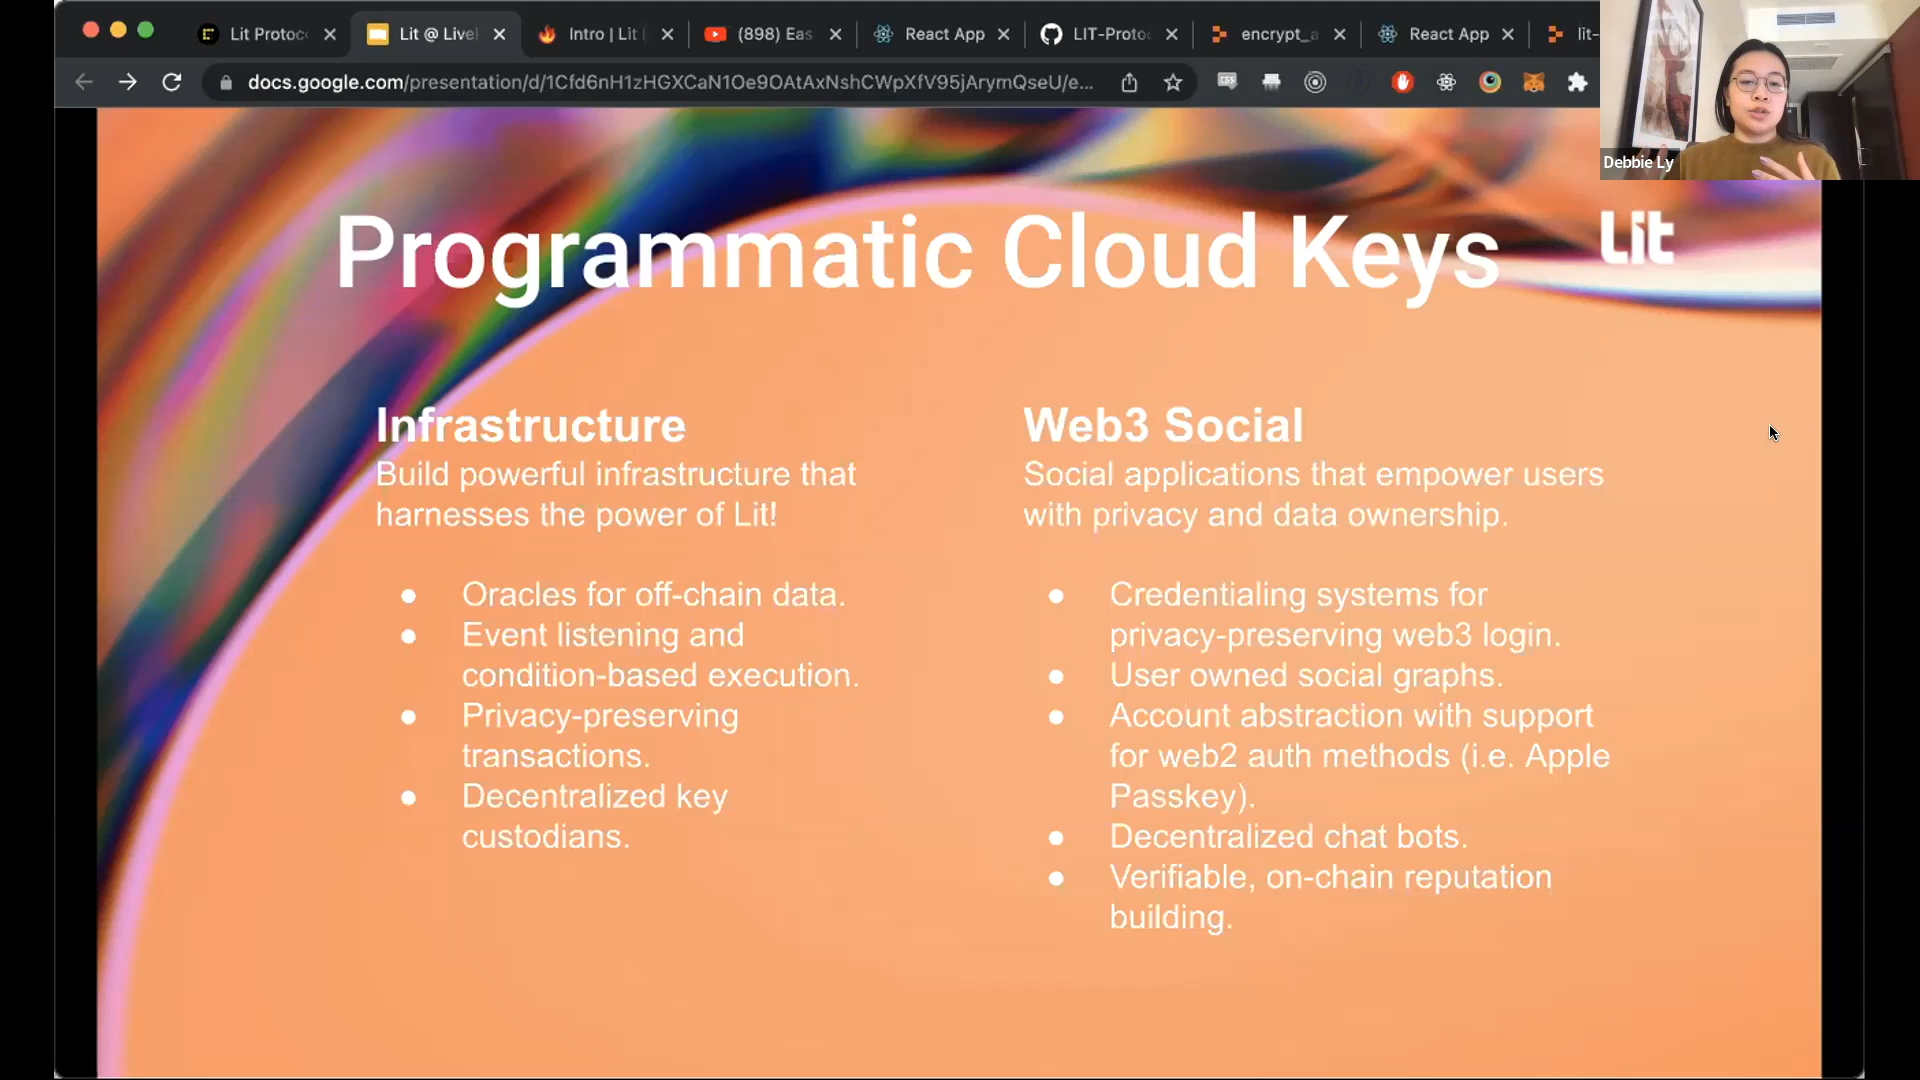 Lit Protoc
Lit @ Live
Intro | Lit
(898) Eas
React App
LIT-Proto
encrypt_a
React App
lit-
docs.google.com/presentation/d/1Cfd6nH1zHGXCaN1Oe9OAtAxNshCWpXfV95jArymQseU/e...
Debbie Ly
Programmatic Cloud Keys
Lit
Infrastructure
Build powerful infrastructure that
harnesses the power of Lit!
● Oracles for off-chain data.
● Event listening and
condition-based execution.
● Privacy-preserving
transactions.
● Decentralized key
custodians.
Web3 Social
Social applications that empower users
with privacy and data ownership.
● Credentialing systems for
privacy-preserving web3 login.
● User owned social graphs.
● Account abstraction with support
for web2 auth methods (i.e. Apple
Passkey).
● Decentralized chat bots.
● Verifiable, on-chain reputation
building.